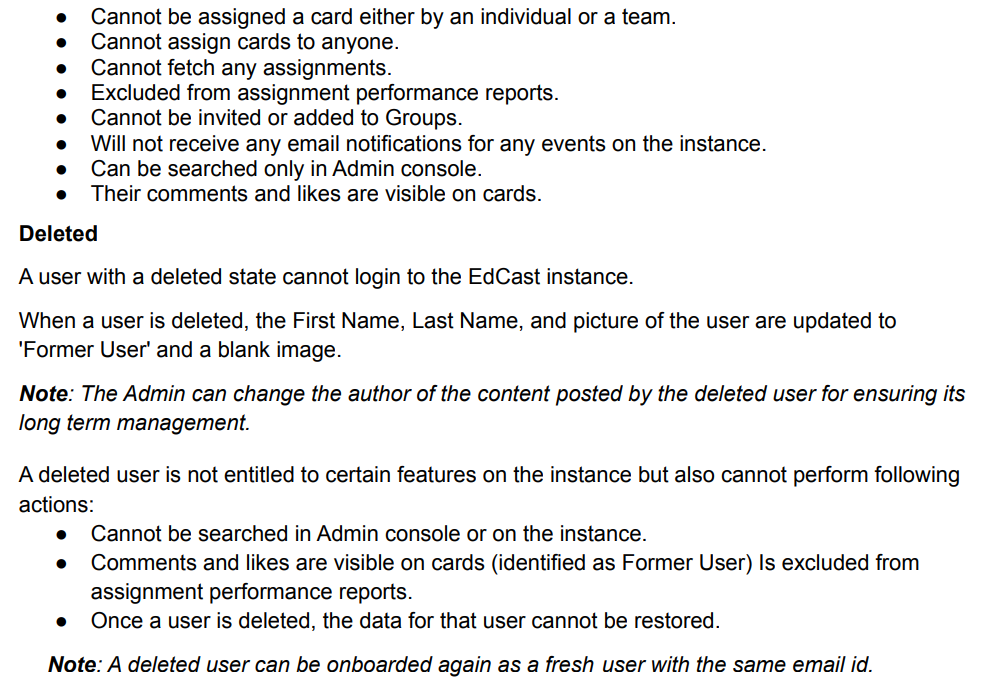 ● Cannot be assigned a card either by an individual or a team.
● Cannot assign cards to anyone.
● Cannot fetch any assignments.
● Excluded from assignment performance reports.
● Cannot be invited or added to Groups.
● Will not receive any email notifications for any events on the instance.
● Can be searched only in Admin console.
● Their comments and likes are visible on cards.
Deleted
A user with a deleted state cannot login to the EdCast instance.
When a user is deleted, the First Name, Last Name, and picture of the user are updated to
'Former User' and a blank image.
Note: The Admin can change the author of the content posted by the deleted user for ensuring its
long term management.
A deleted user is not entitled to certain features on the instance but also cannot perform following
actions:
● Cannot be searched in Admin console or on the instance.
● Comments and likes are visible on cards (identified as Former User) Is excluded from
assignment performance reports.
● Once a user is deleted, the data for that user cannot be restored.
Note: A deleted user can be onboarded again as a fresh user with the same email id.